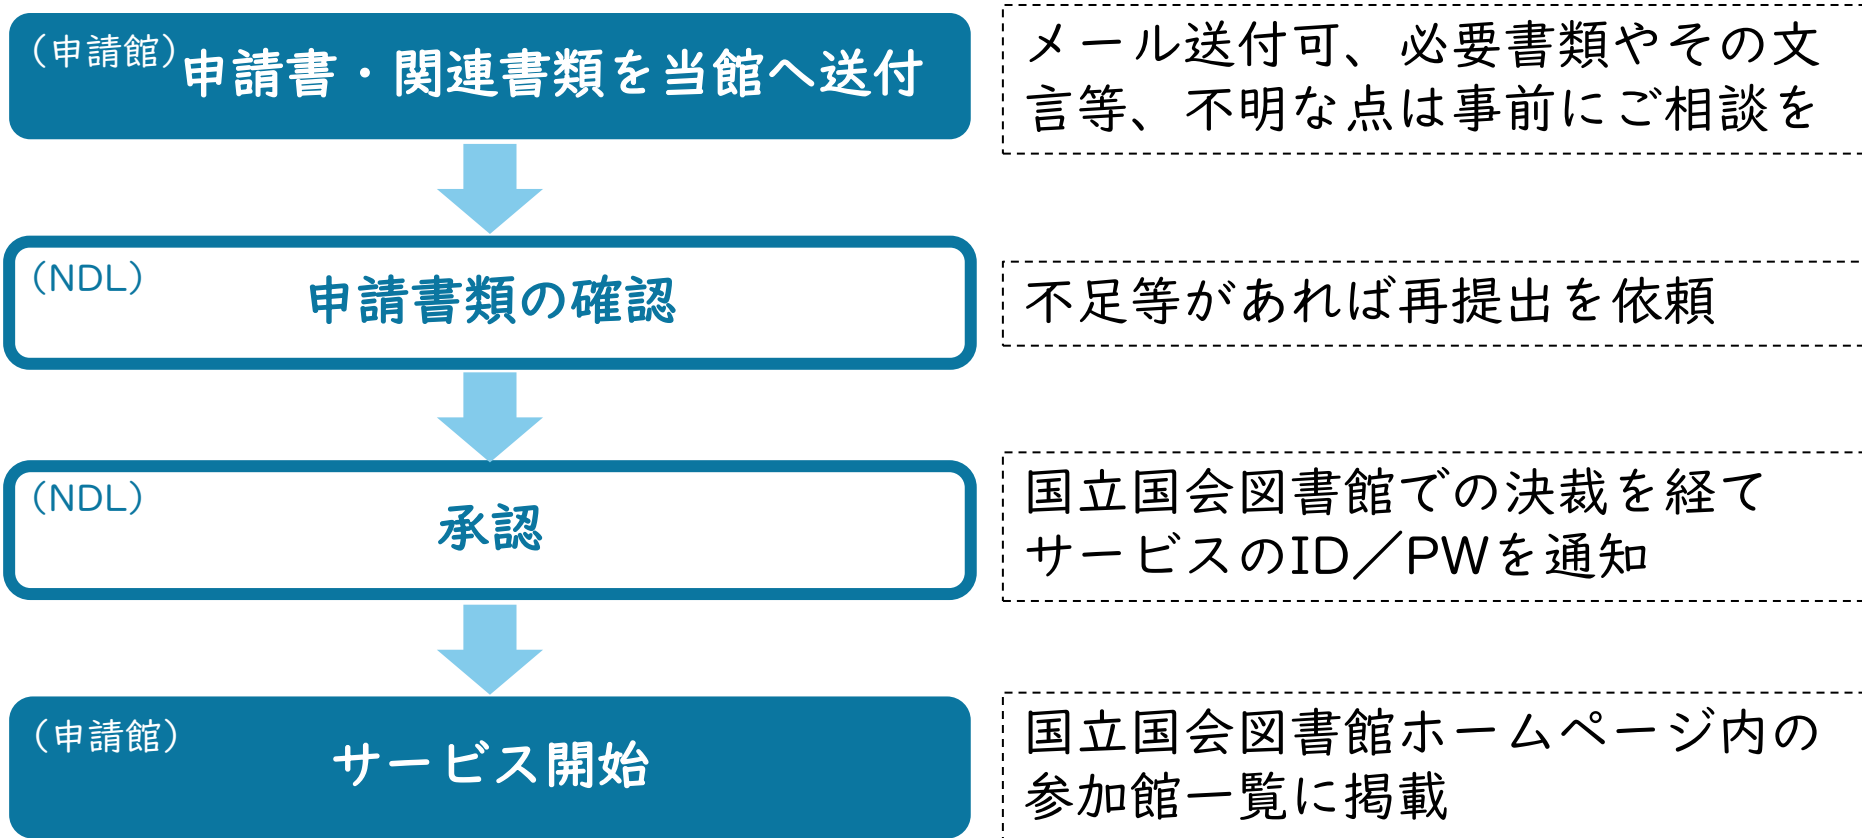 （申請館）
申請書・関連書類を当館へ送付
メール送付可、必要書類やその文
言等、不明な点は事前にご相談を
（NDL）
申請書類の確認
不足等があれば再提出を依頼
（NDL）
承認
国立国会図書館での決裁を経て
サービスのID／PWを通知
（申請館）
サービス開始
国立国会図書館ホームページ内の
参加館一覧に掲載